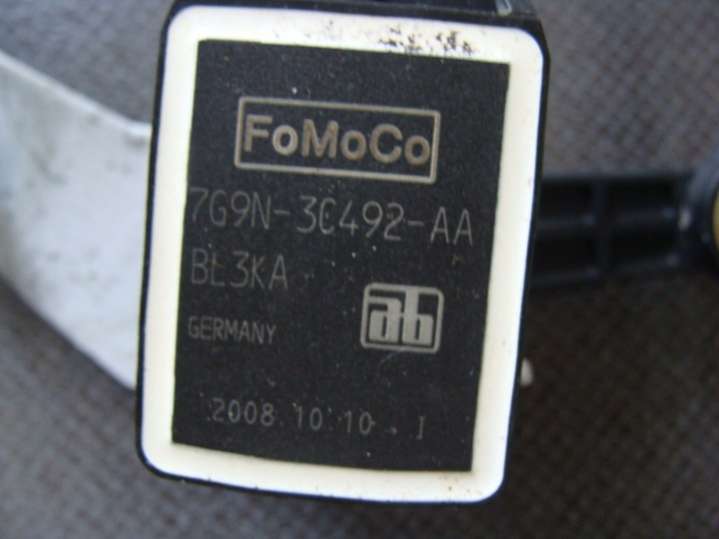 FoMoCo
7G9N-3C492-AA
BL3KA
ab
GERMANY
2008 10 10 . I